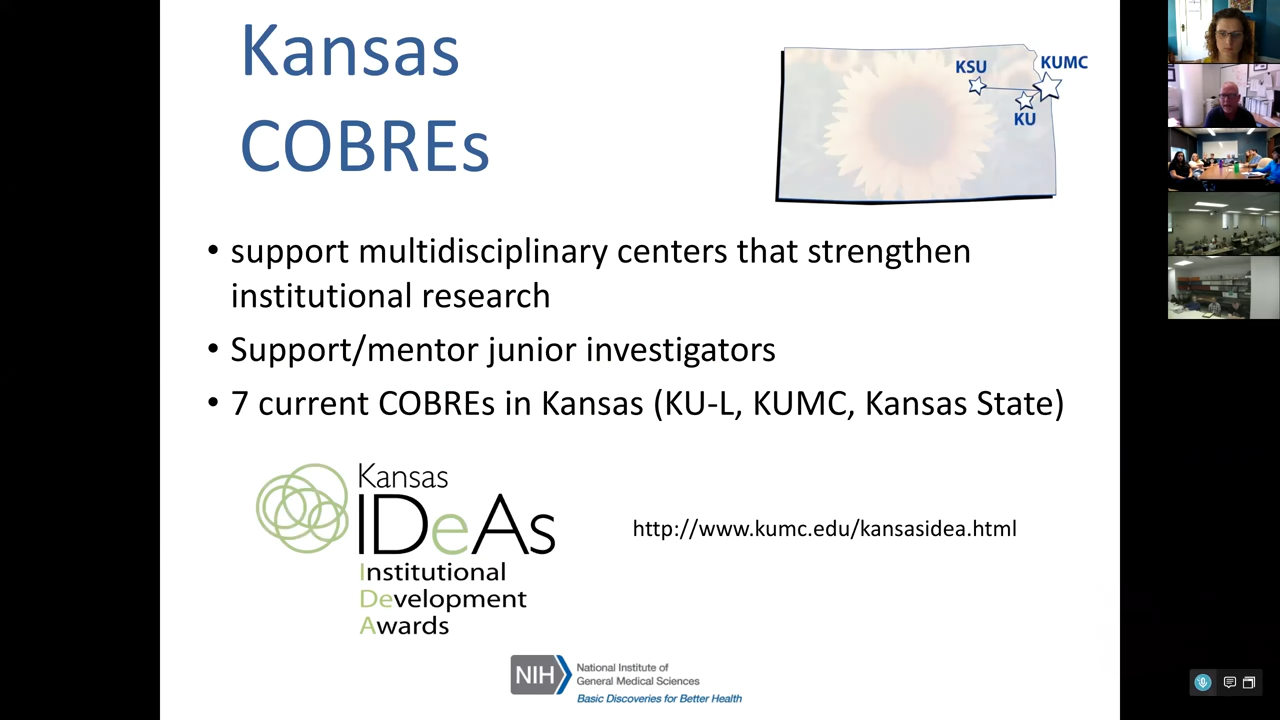 Kansas
COBREs
KSU
KUMC
KU
• support multidisciplinary centers that strengthen
institutional research
• Support/mentor junior investigators
• 7 current COBREs in Kansas (KU-L, KUMC, Kansas State)
Kansas
IDeAs
Institutional
Development
Awards
http://www.kumc.edu/kansasidea.html
NIH
National Institute of
General Medical Sciences
Basic Discoveries for Better Health